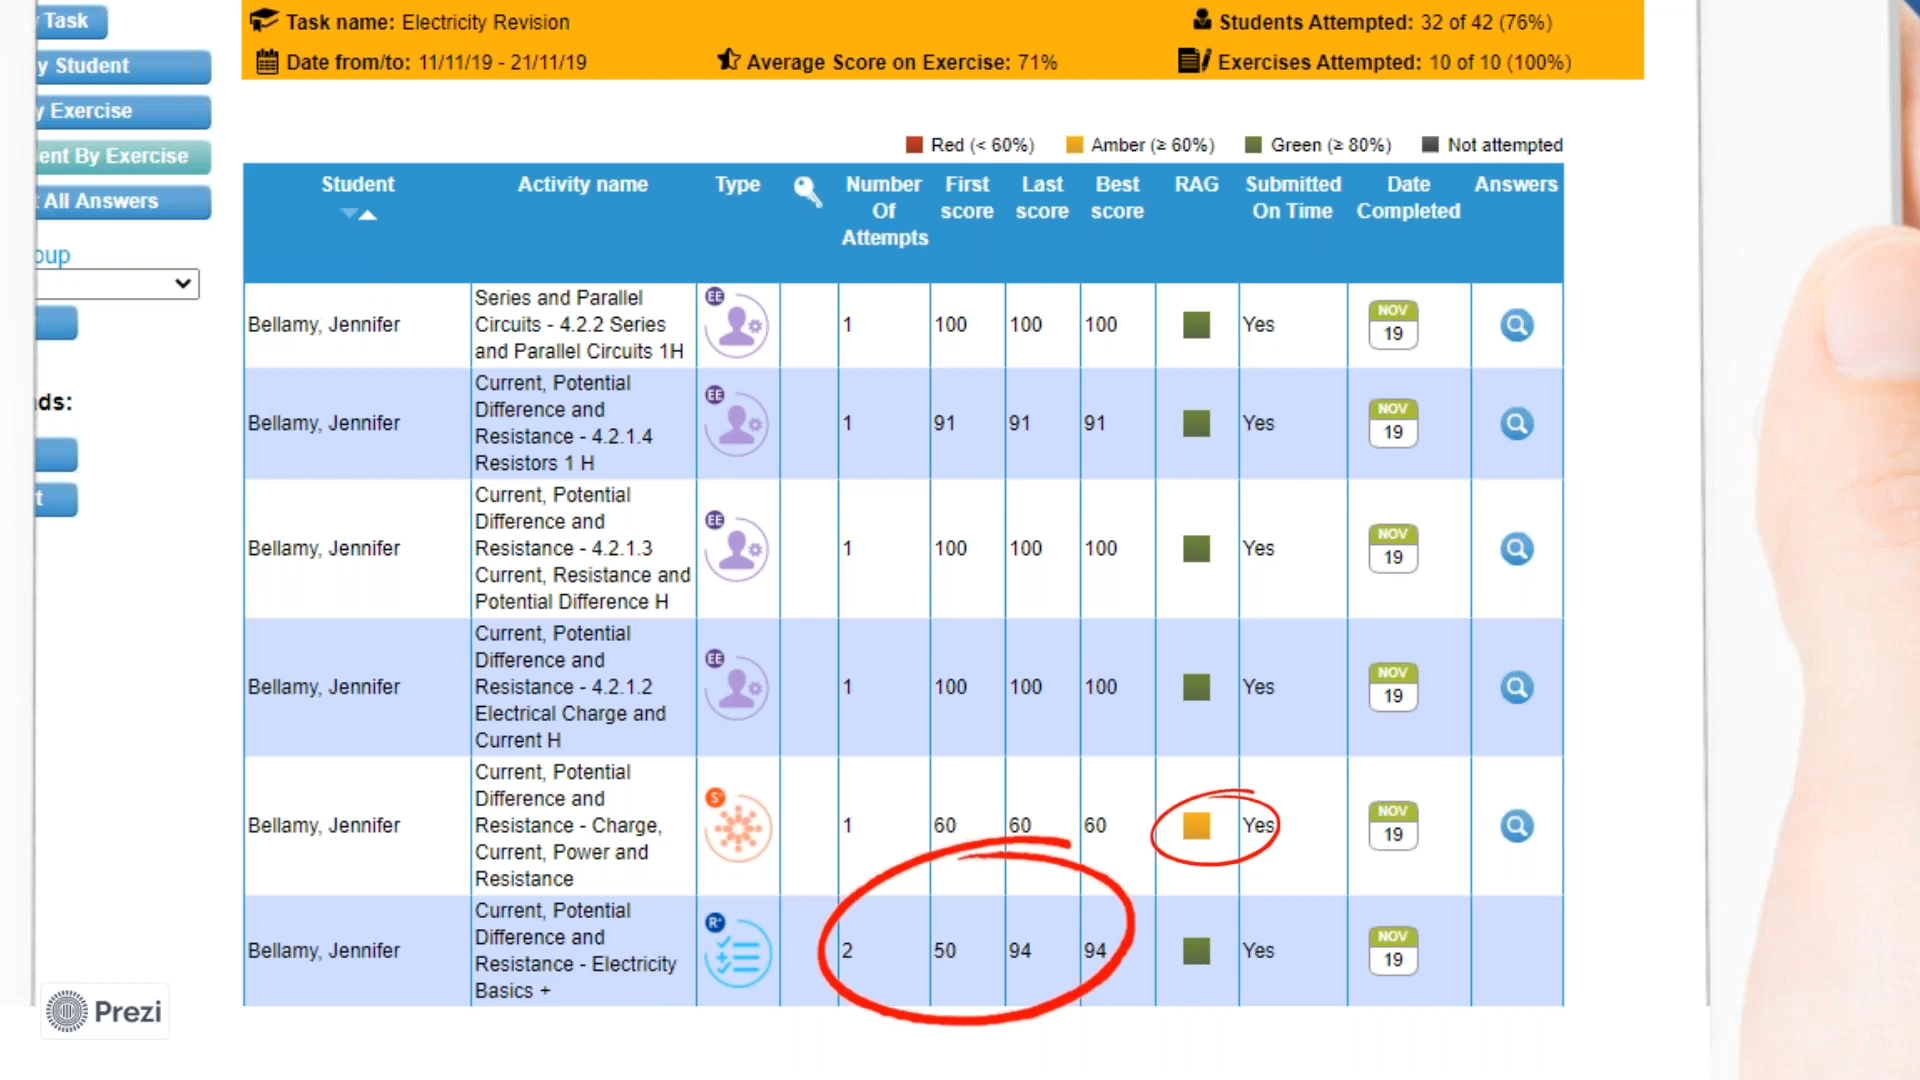 Task name: Electricity Revision
Students Attempted: 32 of 42 (76%)
Date from/to: 11/11/19 - 21/11/19
Average Score on Exercise: 71%
Exercises Attempted: 10 of 10 (100%)
Task
y Student
y Exercise
ent By Exercise
All Answers
oup
ds:
t
Red (< 60%)
Amber (≥ 60%)
Green (≥ 80%)
Not attempted
Student
Activity name
Type
Number
Of
Attempts
First
score
Last
score
Best
score
RAG
Submitted
On Time
Date
Completed
Answers
Bellamy, Jennifer
Series and Parallel
Circuits - 4.2.2 Series
and Parallel Circuits 1H
EE
1
100
100
100
Yes
NOV
19
Bellamy, Jennifer
Current, Potential
Difference and
Resistance - 4.2.1.4
Resistors 1 H
EE
1
91
91
91
Yes
NOV
19
Bellamy, Jennifer
Current, Potential
Difference and
Resistance - 4.2.1.3
Current, Resistance and
Potential Difference H
EE
1
100
100
100
Yes
NOV
19
Bellamy, Jennifer
Current, Potential
Difference and
Resistance - 4.2.1.2
Electrical Charge and
Current H
EE
1
100
100
100
Yes
NOV
19
Bellamy, Jennifer
Current, Potential
Difference and
Resistance - Charge,
Current, Power and
Resistance
S+
1
60
60
60
Yes
NOV
19
Bellamy, Jennifer
Current, Potential
Difference and
Resistance - Electricity
Basics +
R+
2
50
94
94
Yes
NOV
19
Prezi